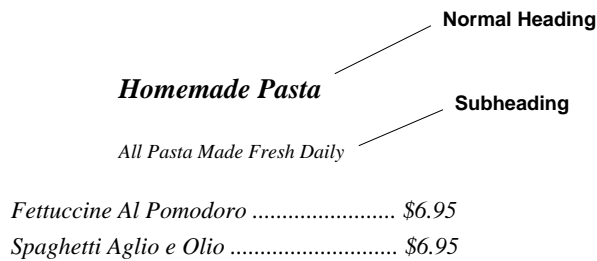 Normal Heading
Homemade Pasta
Subheading
All Pasta Made Fresh Daily
Fettuccine Al Pomodoro ........................ $6.95
Spaghetti Aglio e Olio ............................ $6.95